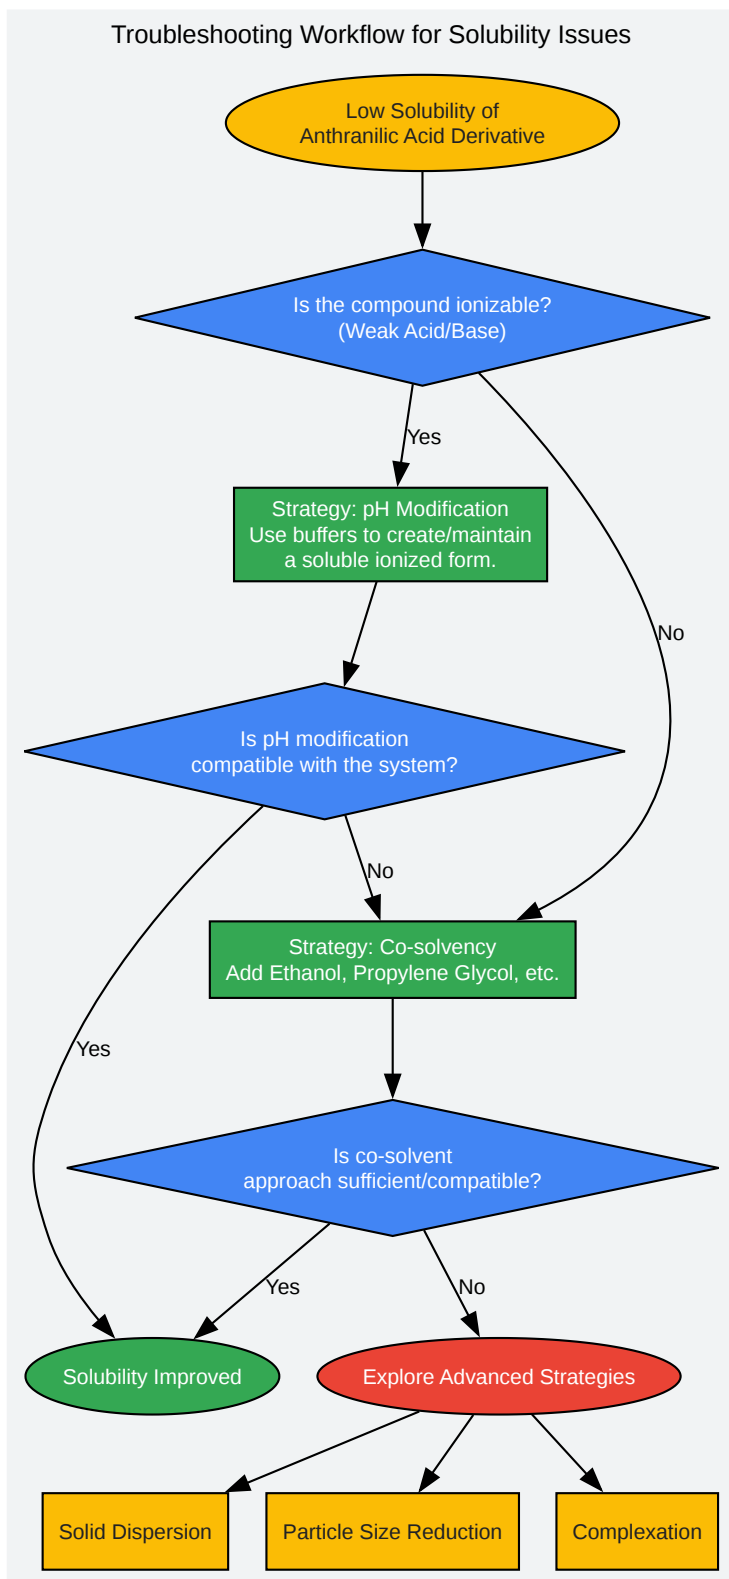 Troubleshooting Workflow for Solubility Issues
Low Solubility of
Anthranilic Acid Derivative
Is the compound ionizable?
(Weak Acid/Base)
Yes
Strategy: pH Modification
Use buffers to create/maintain
a soluble ionized form.
No
Is pH modification
compatible with the system?
No
Strategy: Co-solvency
Add Ethanol, Propylene Glycol, etc.
Yes
Is co-solvent
approach sufficient/compatible?
Yes
No
Solubility Improved
Explore Advanced Strategies
Solid Dispersion
Particle Size Reduction
Complexation